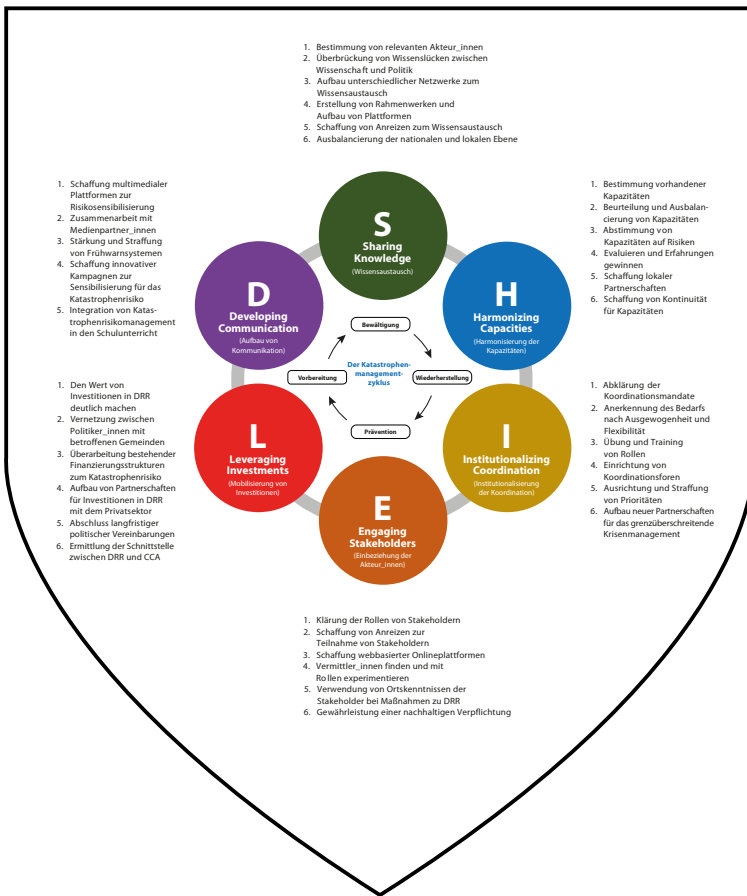 1. Bestimmung von relevanten Akteur_innen
2. Überbrückung von Wissenslücken zwischen
Wissenschaft und Politik
3. Aufbau unterschiedlicher Netzwerke zum
Wissensaustausch
4. Erstellung von Rahmenwerken und
Aufbau von Plattformen
5. Schaffung von Anreizen zum Wissensaustausch
6. Ausbalancierung der nationalen und lokalen Ebene
S
Sharing
Knowledge
(Wissensaustausch)
1. Bestimmung vorhandener
Kapazitäten
2. Beurteilung und Ausbalan-
cierung von Kapazitäten
3. Abstimmung von
Kapazitäten auf Risiken
4. Evaluieren und Erfahrungen
gewinnen
5. Schaffung lokaler
Partnerschaften
6. Schaffung von Kontinuität
für Kapazitäten
H
Harmonizing
Capacities
(Harmonisierung der
Kapazitäten)
1. Abklärung der
Koordinationsmandate
2. Anerkennung des Bedarfs
nach Ausgewogenheit und
Flexibilität
3. Übung und Training
von Rollen
4. Einrichtung von
Koordinationsforen
5. Ausrichtung und Straffung
von Prioritäten
6. Aufbau neuer Partnerschaften
für das grenzüberschreitende
Krisenmanagement
I
Institutionalizing
Coordination
(Institutionalisierung
der Koordination)
E
Engaging
Stakeholders
(Einbeziehung der
Akteur_innen)
1. Klärung der Rollen von Stakeholdern
2. Schaffung von Anreizen zur
Teilnahme von Stakeholdern
3. Schaffung webbasierter Onlineplattformen
4. Vermittler_innen finden und mit
Rollen experimentieren
5. Verwendung von Ortskenntnissen der
Stakeholder bei Maßnahmen zu DRR
6. Gewährleistung einer nachhaltigen Verpflichtung
1. Den Wert von
Investitionen in DRR
deutlich machen
2. Vernetzung zwischen
Politiker_innen mit
betroffenen Gemeinden
3. Überarbeitung bestehender
Finanzierungsstrukturen
zum Katastrophenrisiko
4. Aufbau von Partnerschaften
für Investitionen in DRR
mit dem Privatsektor
5. Abschluss langfristiger
politischer Vereinbarungen
6. Ermittlung der Schnittstelle
zwischen DRR und CCA
L
Leveraging
Investments
(Mobilisierung von
Investitionen)
1. Schaffung multimedialer
Plattformen zur
Risikosensibilisierung
2. Zusammenarbeit mit
Medienpartner_innen
3. Stärkung und Straffung
von Frühwarnsystemen
4. Schaffung innovativer
Kampagnen zur
Sensibilisierung für das
Katastrophenrisiko
5. Integration von Katas-
trophenrisikomanagement
in den Schulunterricht
D
Developing
Communication
(Aufbau von
Kommunikation)
Bewältigung
Der Katastrophen-
management-
zyklus
Vorbereitung
Wiederherstellung
Prävention